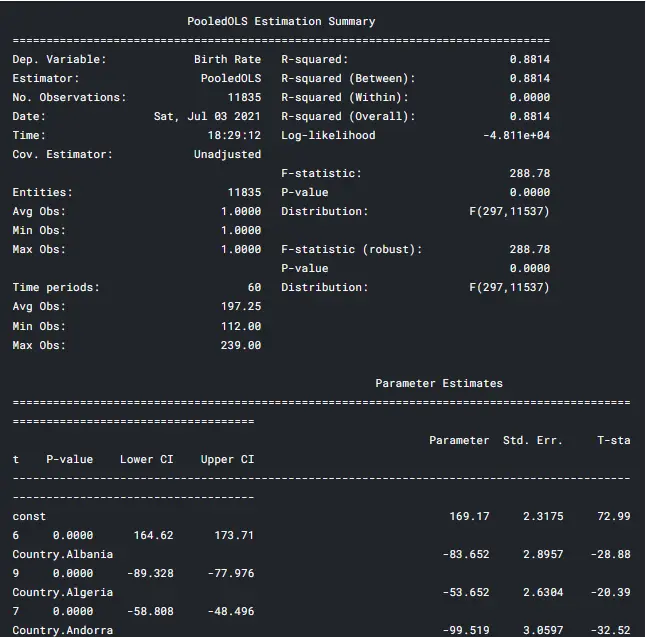 PooledOLS Estimation Summary
================================================================================
Dep. Variable: Birth Rate R-squared: 0.8814
Estimator: PooledOLS R-squared (Between): 0.8814
No. Observations: 11835 R-squared (Within): 0.0000
Date: Sat, Jul 03 2021 R-squared (Overall): 0.8814
Time: 18:29:12 Log-likelihood -4.811e+04
Cov. Estimator: Unadjusted
F-statistic: 288.78
Entities: 11835 P-value 0.0000
Avg Obs: 1.0000 Distribution: F(297,11537)
Min Obs: 1.0000
Max Obs: 1.0000 F-statistic (robust): 288.78
P-value 0.0000
Time periods: 60 Distribution: F(297,11537)
Avg Obs: 197.25
Min Obs: 112.00
Max Obs: 239.00
Parameter Estimates
============================================================================================
====================================
Parameter Std. Err. T-sta
t P-value Lower CI Upper CI
--------------------------------------------------------------------------------------------
------------------------------------
const 169.17 2.3175 72.99
6 0.0000 164.62 173.71
Country.Albania -83.652 2.8957 -28.88
9 0.0000 -89.328 -77.976
Country.Algeria -53.652 2.6304 -20.39
7 0.0000 -58.808 -48.496
Country.Andorra -99.519 3.0597 -32.52